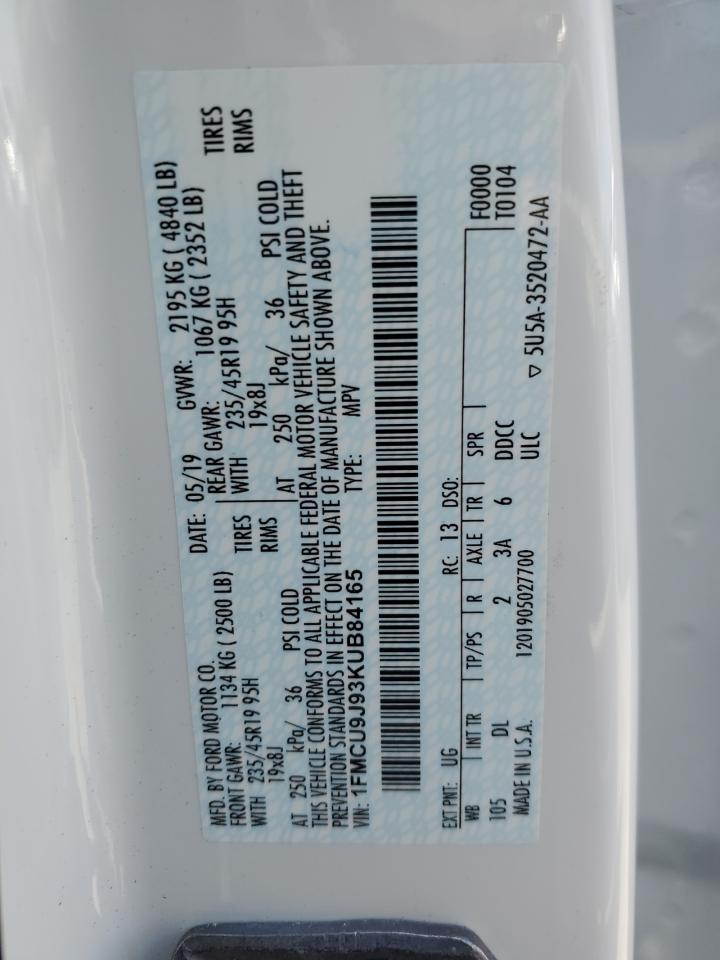 MFD. BY FORD MOTOR CO. DATE: 05/19 GVWR: 2195 KG ( 4840 LB)
FRONT GAWR: 1134 KG ( 2500 LB) REAR GAWR: 1067 KG ( 2352 LB)
WITH 235/45R19 95H TIRES WITH 235/45R19 95H TIRES
19x8J RIMS 19x8J RIMS
AT 250 kPa/ 36 PSI COLD AT 250 kPa/ 36 PSI COLD
THIS VEHICLE CONFORMS TO ALL APPLICABLE FEDERAL MOTOR VEHICLE SAFETY AND THEFT
PREVENTION STANDARDS IN EFFECT ON THE DATE OF MANUFACTURE SHOWN ABOVE.
VIN: 1FMCU9J93KUB84165 TYPE: MPV
EXT PNT: UG RC: 13 DSO:
WB INT TR TP/PS R AXLE TR SPR F0000
105 DL 2 3A 6 DDCC T0104
MADE IN U.S.A. 1201905027700 ULC
▽ 5U5A-3520472-AA